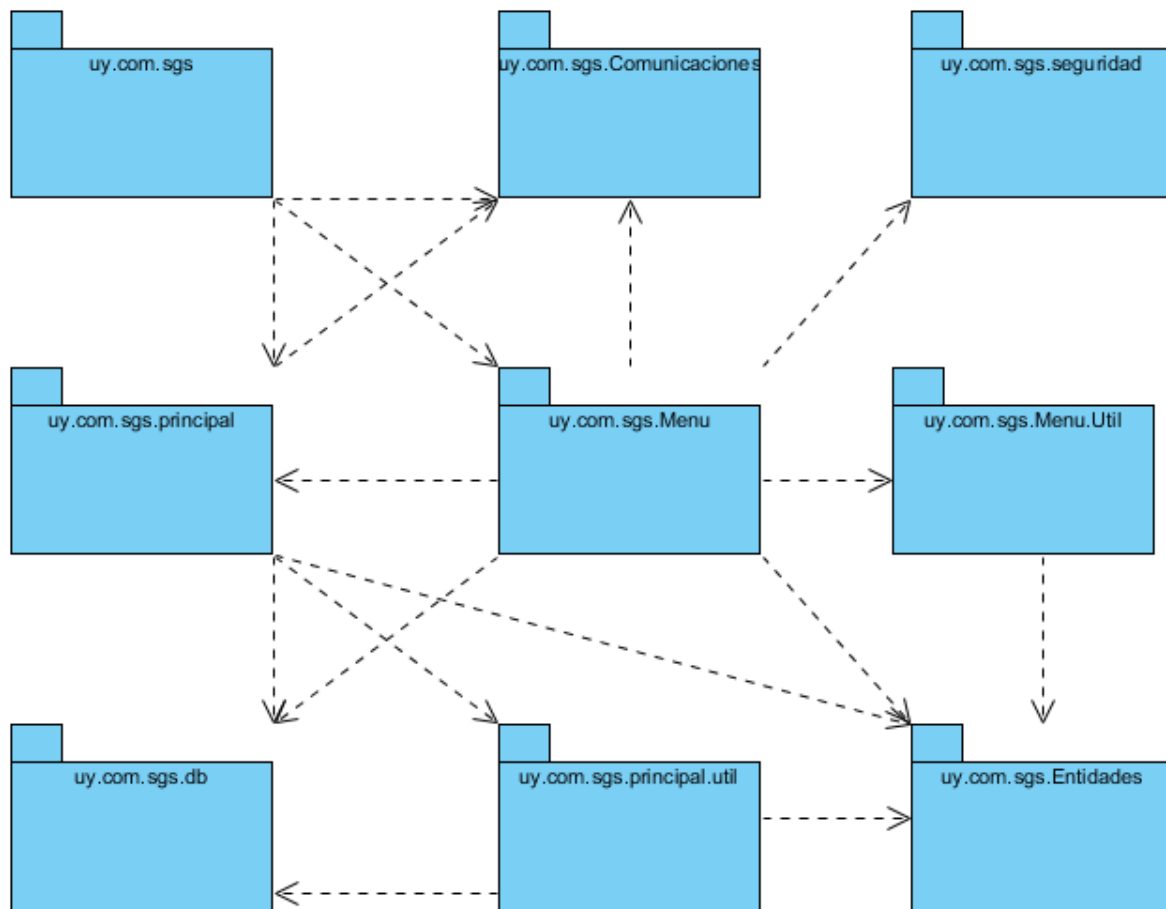 uy.com.sgs
uy.com.sgs.Comunicaciones
uy.com.sgs.seguridad
uy.com.sgs.principal
uy.com.sgs.Menu
uy.com.sgs.Menu.Util
uy.com.sgs.db
uy.com.sgs.principal.util
uy.com.sgs.Entidades